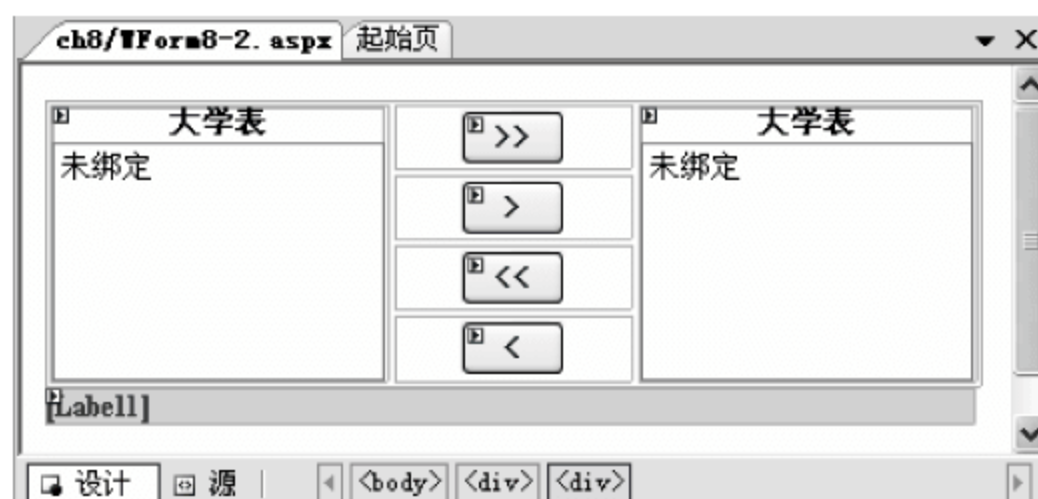 ch8/WForm8-2.aspx 起始页
大学表 >> 大学表
未绑定 未绑定
>
<<
<
[Label1]
设计 源 <body> <div> <div>